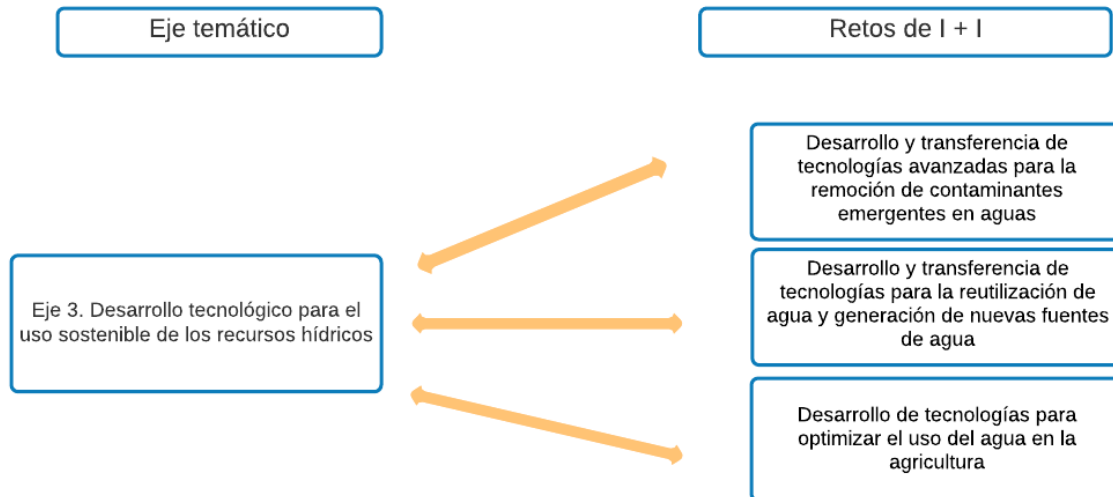 Eje temático
Retos de I + I
Desarrollo y transferencia de
tecnologías avanzadas para la
remoción de contaminantes
emergentes en aguas
Eje 3. Desarrollo tecnológico para el
uso sostenible de los recursos hídricos
Desarrollo y transferencia de
tecnologías para la reutilización de
agua y generación de nuevas fuentes
de agua
Desarrollo de tecnologías para
optimizar el uso del agua en la
agricultura